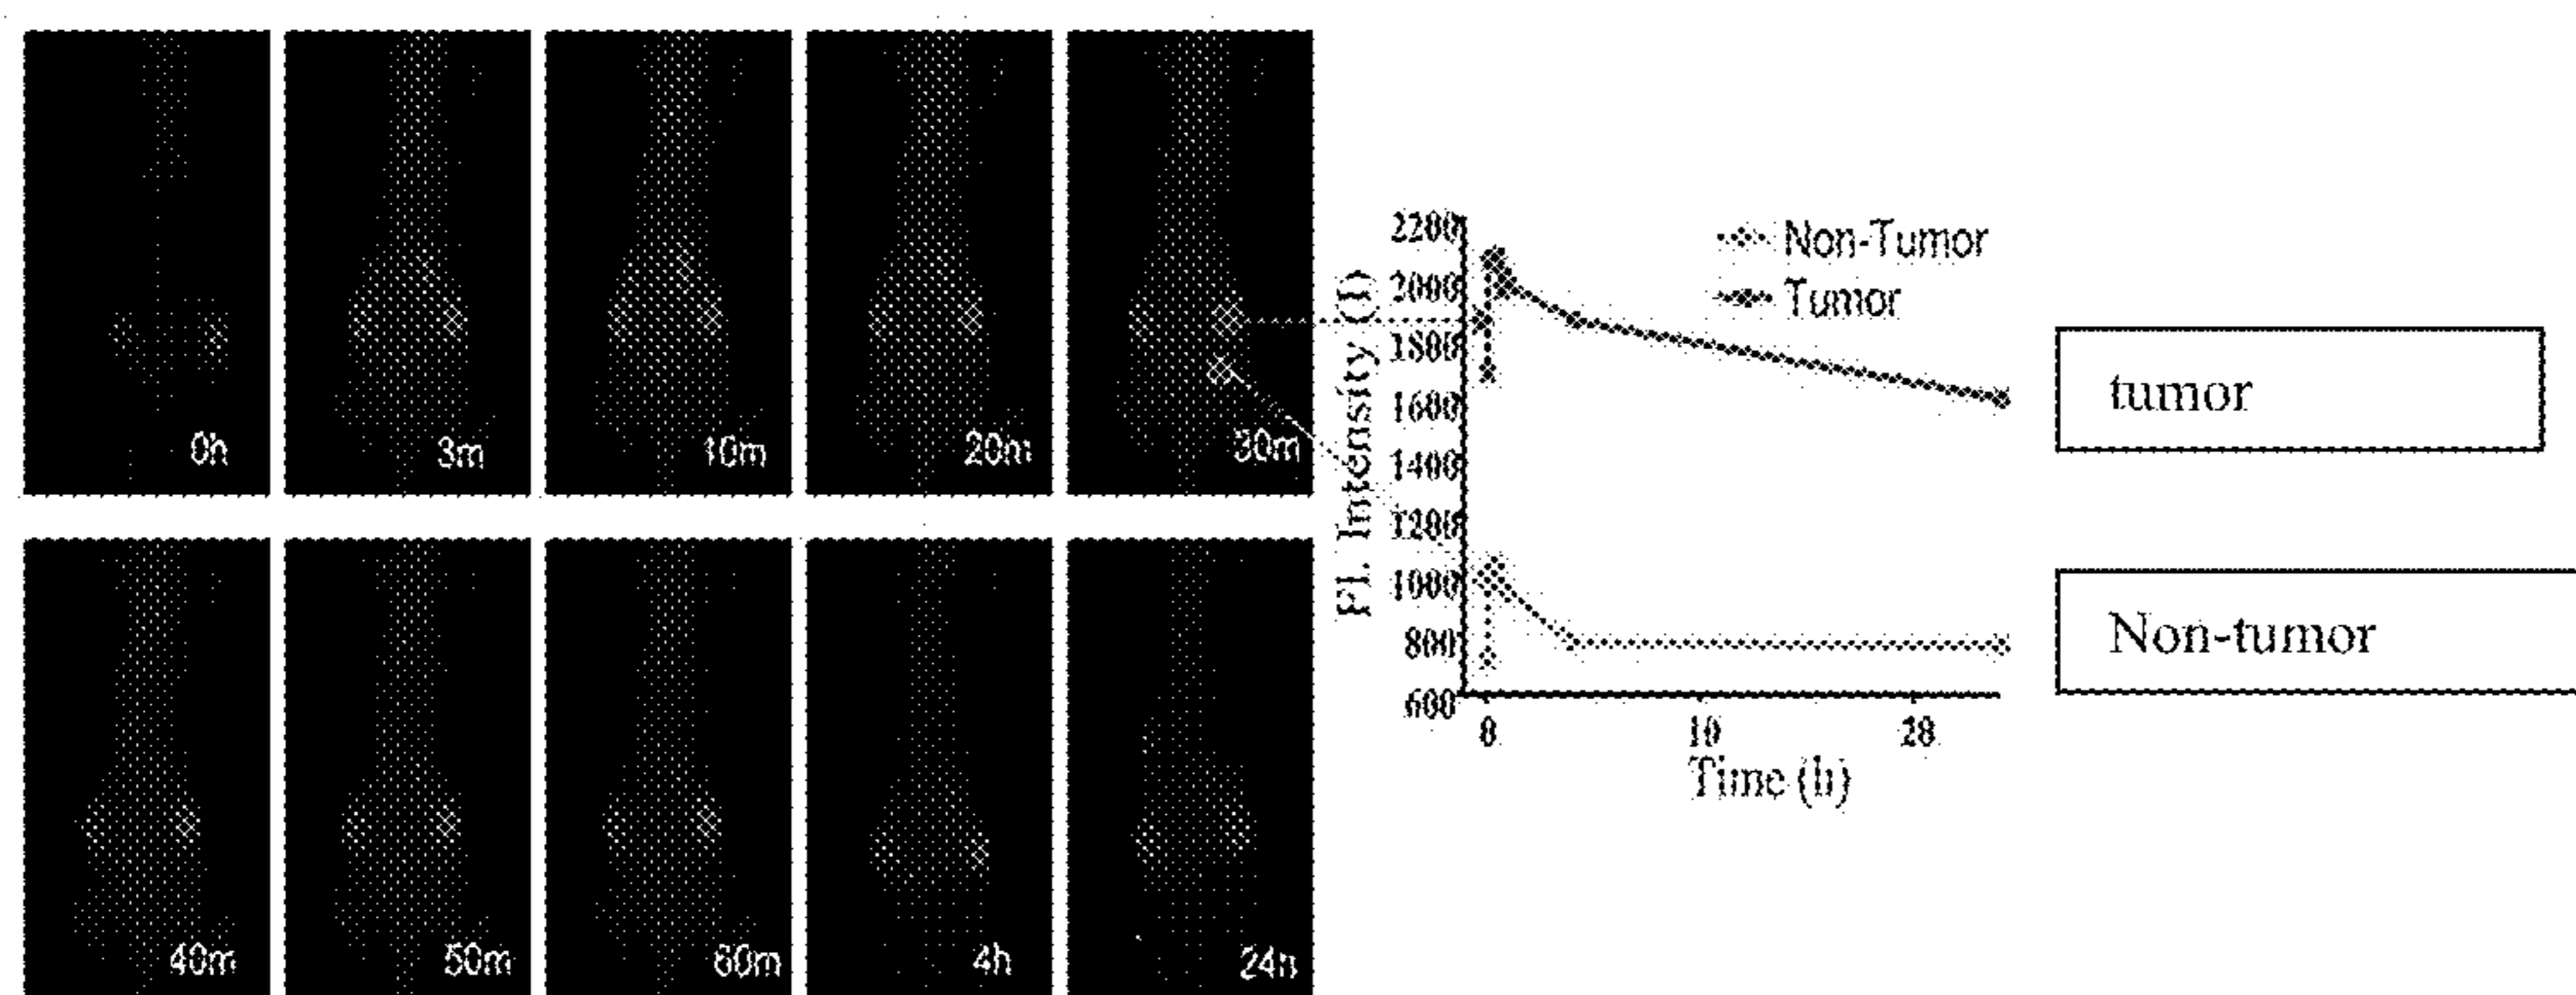 0h
3m
10m
20m
30m
40m
50m
60m
4h
24h
Fl. Intensity (I)
2200
2000
1800
1600
1400
1200
1000
800
600
0
10
20
Time (h)
Non-Tumor
Tumor
tumor
Non-tumor